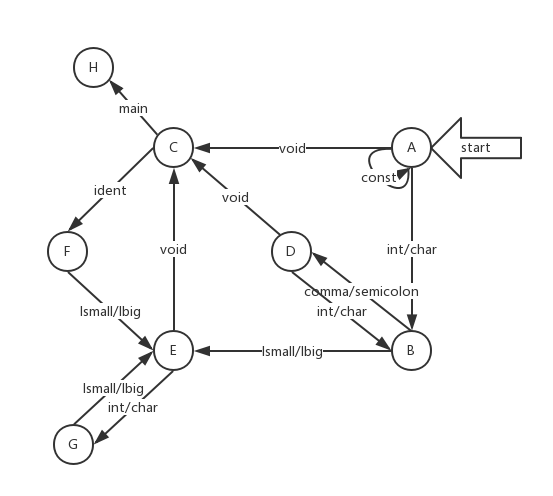 H
main
C
void
A
start
const
ident
void
F
void
D
int/char
comma/semicolon
lsmall/lbig
int/char
E
lsmall/lbig
B
lsmall/lbig
int/char
G